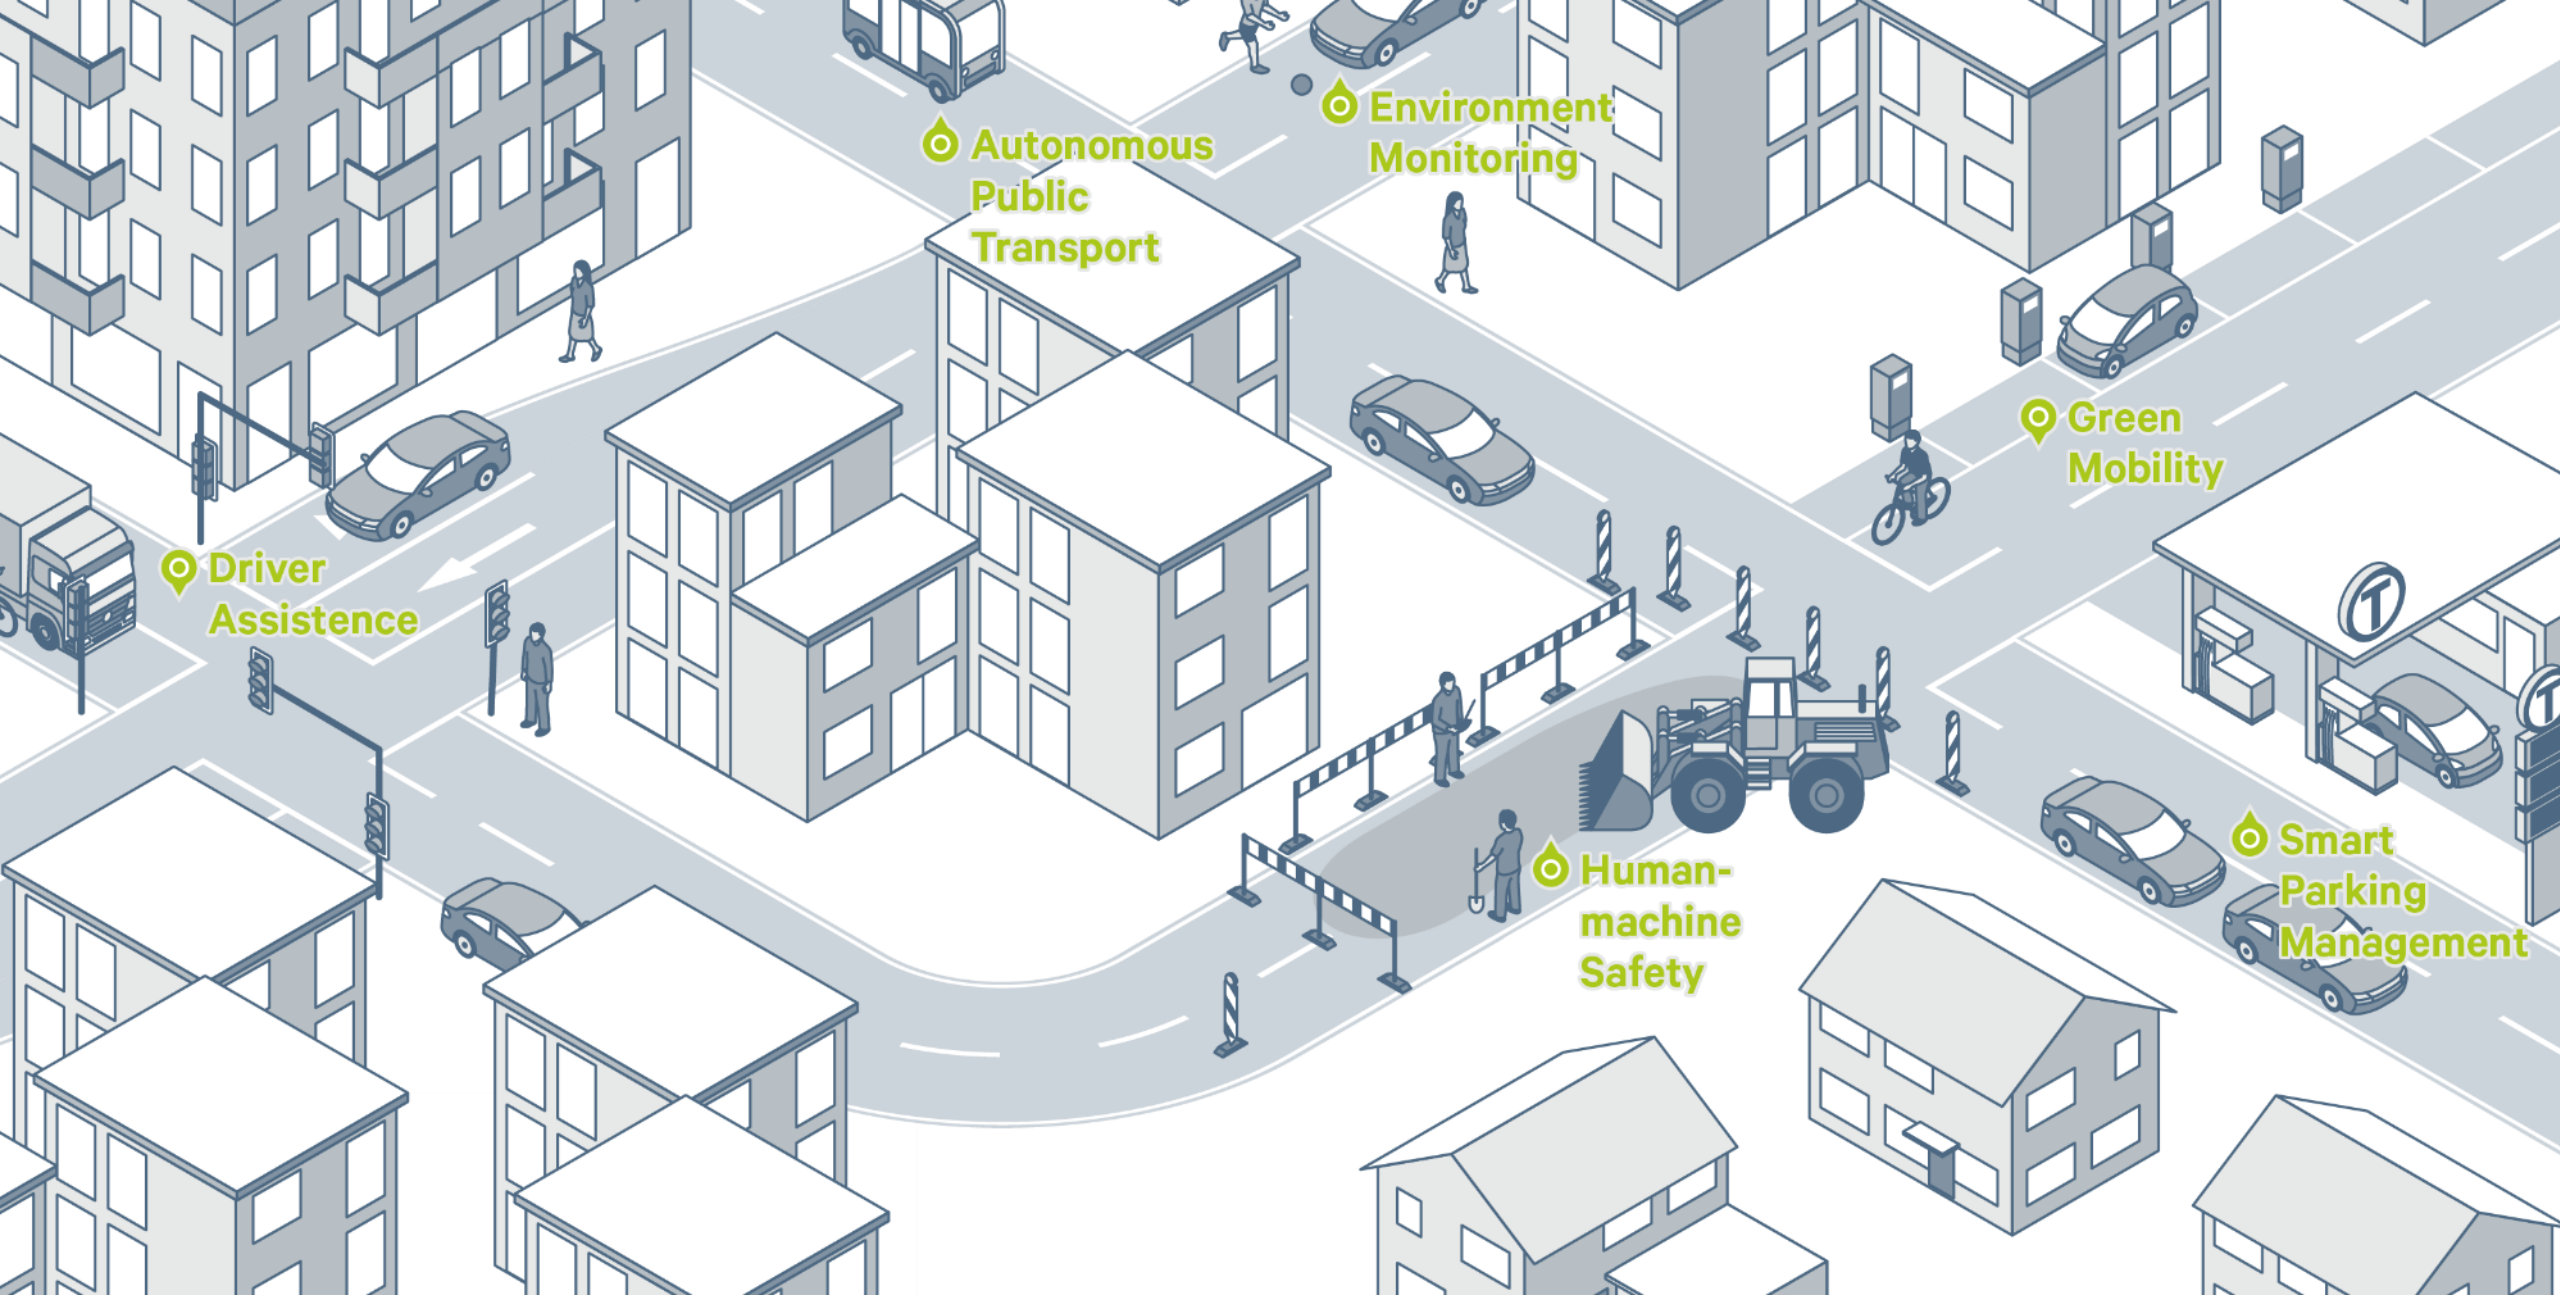 Environment
Monitoring
Autonomous
Public
Transport
Green
Mobility
Driver
Assistence
T
T
Smart
Parking
Management
Human-
machine
Safety